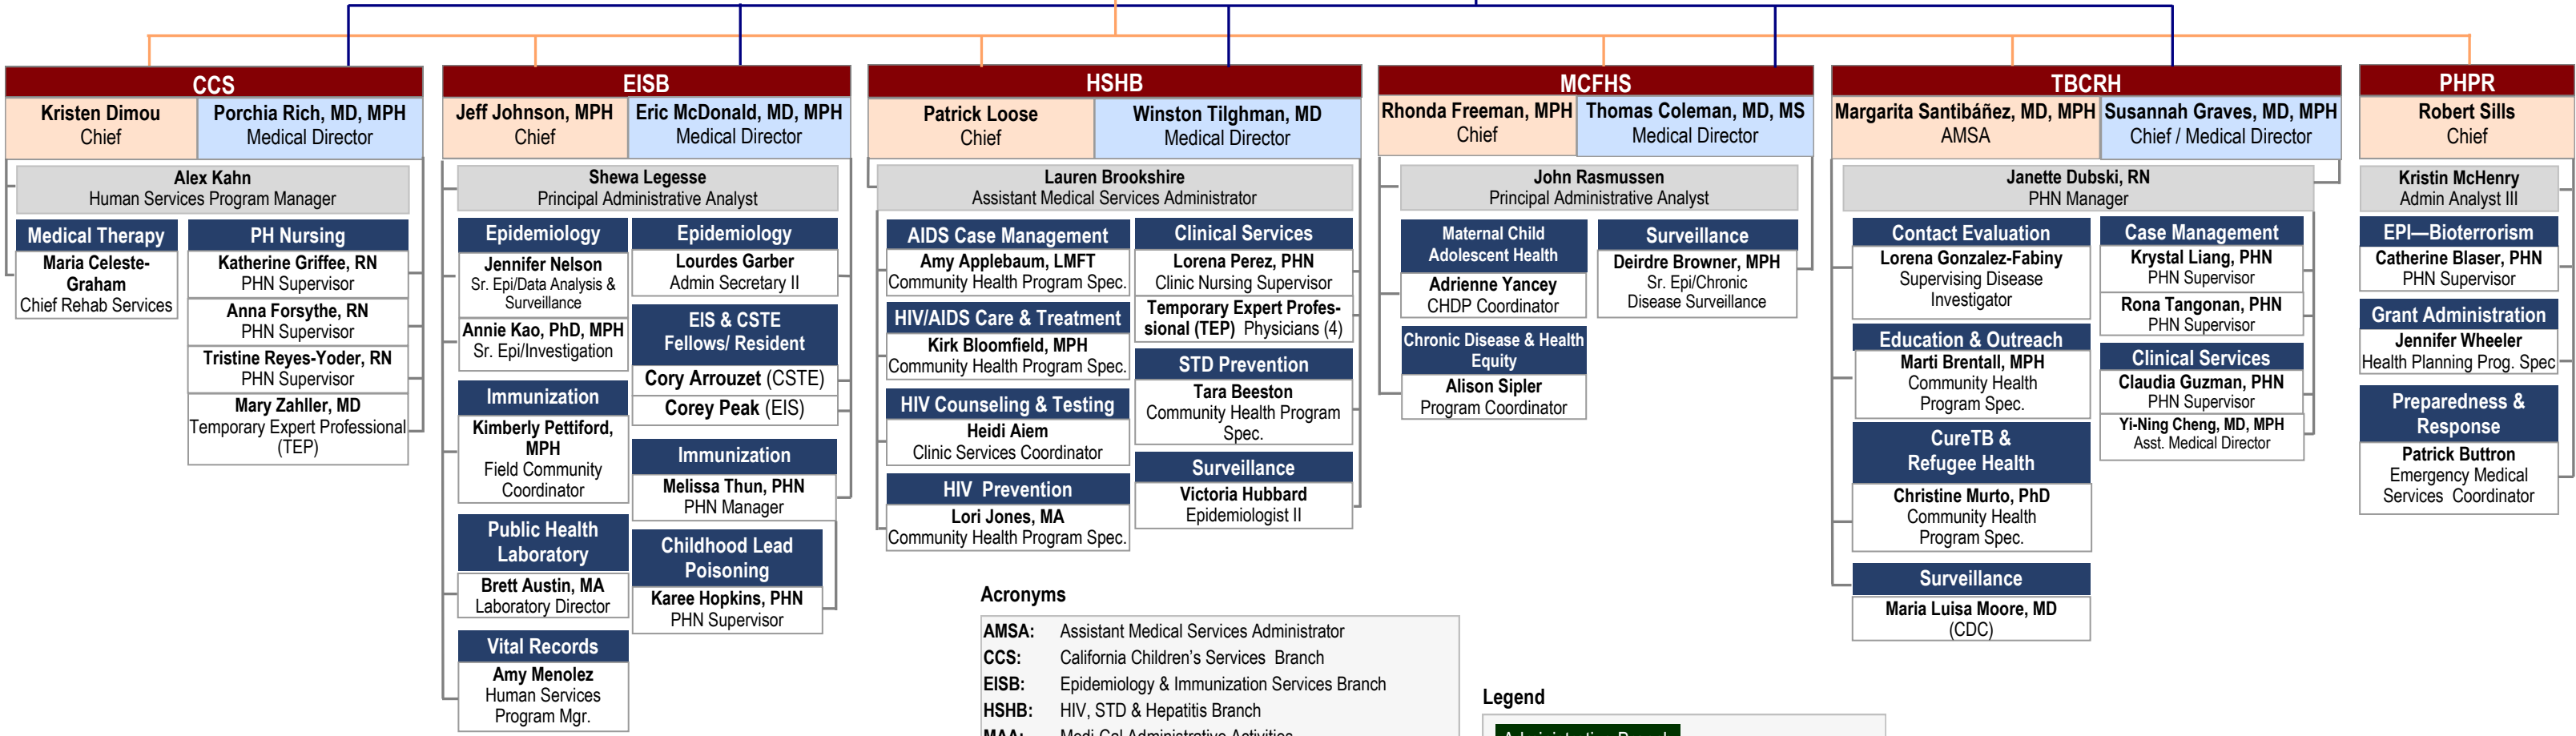 CCS
Kristen Dimou
Chief
Porchia Rich, MD, MPH
Medical Director
Alex Kahn
Human Services Program Manager
Medical Therapy
Maria Celeste-
Graham
Chief Rehab Services
PH Nursing
Katherine Griffee, RN
PHN Supervisor
Anna Forsythe, RN
PHN Supervisor
Tristine Reyes-Yoder, RN
PHN Supervisor
Mary Zahller, MD
Temporary Expert Professional
(TEP)
EISB
Jeff Johnson, MPH
Chief
Eric McDonald, MD, MPH
Medical Director
Shewa Legesse
Principal Administrative Analyst
Epidemiology
Jennifer Nelson
Sr. Epi/Data Analysis &
Surveillance
Annie Kao, PhD, MPH
Sr. Epi/Investigation
Immunization
Kimberly Pettiford,
MPH
Field Community
Coordinator
Public Health
Laboratory
Brett Austin, MA
Laboratory Director
Vital Records
Amy Menolez
Human Services
Program Mgr.
Epidemiology
Lourdes Garber
Admin Secretary II
EIS & CSTE
Fellows/ Resident
Cory Arrouzet (CSTE)
Corey Peak (EIS)
Immunization
Melissa Thun, PHN
PHN Manager
Childhood Lead
Poisoning
Karee Hopkins, PHN
PHN Supervisor
HSHB
Patrick Loose
Chief
Winston Tilghman, MD
Medical Director
Lauren Brookshire
Assistant Medical Services Administrator
AIDS Case Management
Amy Applebaum, LMFT
Community Health Program Spec.
HIV/AIDS Care & Treatment
Kirk Bloomfield, MPH
Community Health Program Spec.
HIV Counseling & Testing
Heidi Aiem
Clinic Services Coordinator
HIV Prevention
Lori Jones, MA
Community Health Program Spec.
Clinical Services
Lorena Perez, PHN
Clinic Nursing Supervisor
Temporary Expert Profes-
sional (TEP) Physicians (4)
STD Prevention
Tara Beeston
Community Health Program
Spec.
Surveillance
Victoria Hubbard
Epidemiologist II
MCFHS
Rhonda Freeman, MPH
Chief
Thomas Coleman, MD, MS
Medical Director
John Rasmussen
Principal Administrative Analyst
Maternal Child
Adolescent Health
Adrienne Yancey
CHDP Coordinator
Chronic Disease & Health
Equity
Alison Sipler
Program Coordinator
Surveillance
Deirdre Browner, MPH
Sr. Epi/Chronic
Disease Surveillance
TBCRH
Margarita Santibáñez, MD, MPH
AMSA
Susannah Graves, MD, MPH
Chief / Medical Director
Janette Dubski, RN
PHN Manager
Contact Evaluation
Lorena Gonzalez-Fabiny
Supervising Disease
Investigator
Education & Outreach
Marti Brentall, MPH
Community Health
Program Spec.
CureTB &
Refugee Health
Christine Murto, PhD
Community Health
Program Spec.
Surveillance
Maria Luisa Moore, MD
(CDC)
Case Management
Krystal Liang, PHN
PHN Supervisor
Rona Tangonan, PHN
PHN Supervisor
Clinical Services
Claudia Guzman, PHN
PHN Supervisor
Yi-Ning Cheng, MD, MPH
Asst. Medical Director
PHPR
Robert Sills
Chief
Kristin McHenry
Admin Analyst III
EPI—Bioterrorism
Catherine Blaser, PHN
PHN Supervisor
Grant Administration
Jennifer Wheeler
Health Planning Prog. Spec
Preparedness &
Response
Patrick Buttron
Emergency Medical
Services Coordinator
Acronyms
AMSA: Assistant Medical Services Administrator
CCS: California Children's Services Branch
EISB: Epidemiology & Immunization Services Branch
HSHB: HIV, STD & Hepatitis Branch
MAA: Medi Cal Administrative Activities
Legend